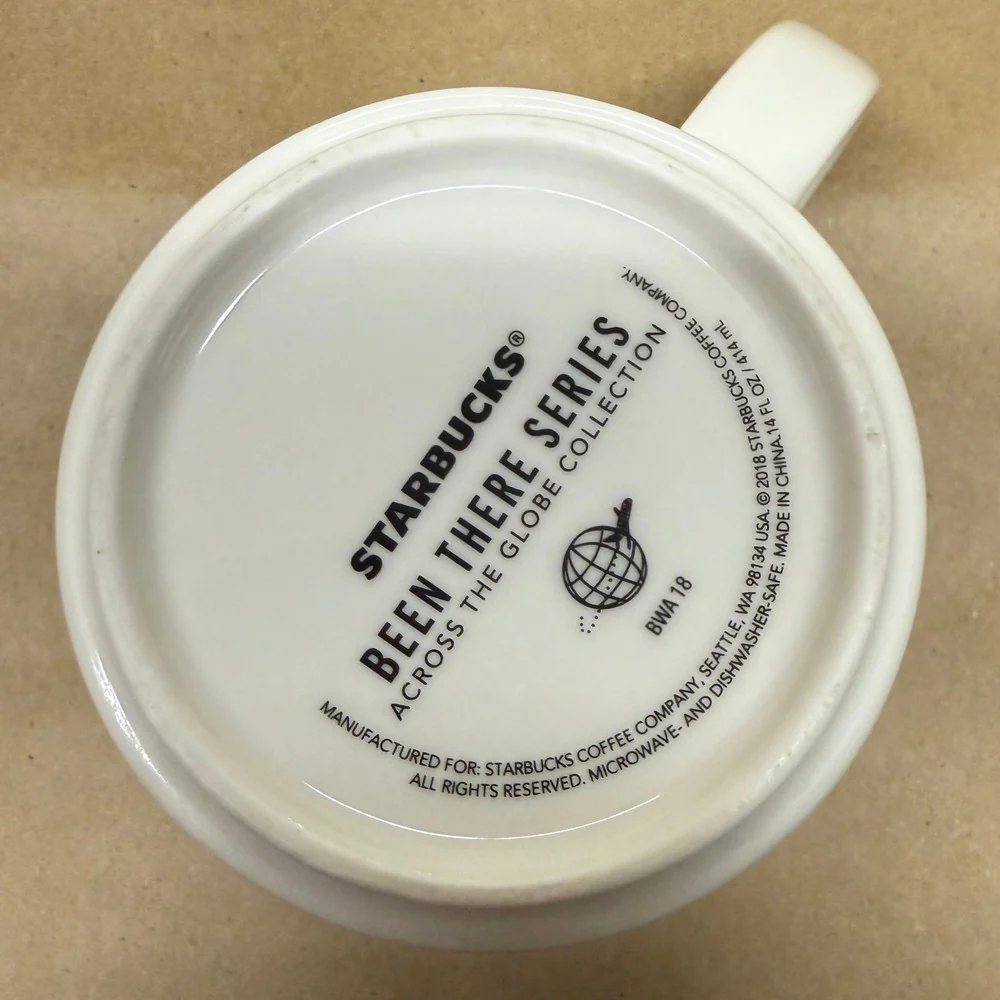 STARBUCKS®
BEEN THERE SERIES
ACROSS THE GLOBE COLLECTION
BWA 18
MANUFACTURED FOR: STARBUCKS COFFEE COMPANY, SEATTLE, WA 98134 USA. © 2018 STARBUCKS COFFEE COMPANY.
ALL RIGHTS RESERVED. MICROWAVE- AND DISHWASHER-SAFE. MADE IN CHINA.14 FL OZ / 414 mL